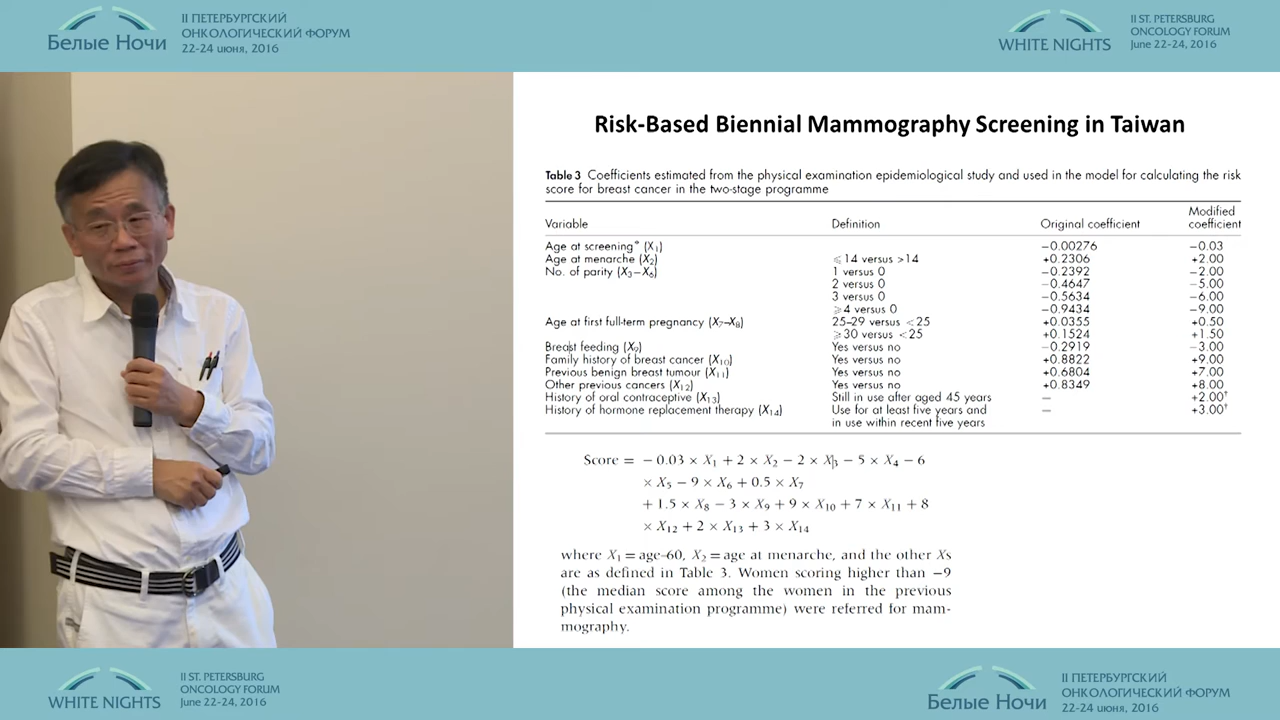 II ПЕТЕРБУРГСКИЙ
ОНКОЛОГИЧЕСКИЙ ФОРУМ
Белые Ночи
22-24 июня, 2016
II ST. PETERSBURG
ONCOLOGY FORUM
WHITE NIGHTS
June 22-24, 2016
Risk-Based Biennial Mammography Screening in Taiwan
Table 3 Coefficients estimated from the physical examination epidemiological study and used in the model for calculating the risk
score for breast cancer in the two-stage programme
Variable Definition Original coefficient Modified coefficient
Age at screening* (X1) −0.00276 −0.03
Age at menarche (X2) ⩽14 versus >14 +0.2306 +2.00
No. of parity (X3–X6) 1 versus 0 −0.2392 −2.00
2 versus 0 −0.4647 −5.00
3 versus 0 −0.5634 −6.00
⩾4 versus 0 −0.9434 −9.00
Age at first full-term pregnancy (X7–X8) 25–29 versus <25 +0.0355 +0.50
⩾30 versus <25 +0.1524 +1.50
Breast feeding (X9) Yes versus no −0.2919 −3.00
Family history of breast cancer (X10) Yes versus no +0.8822 +9.00
Previous benign breast tumour (X11) Yes versus no +0.6804 +7.00
Other previous cancers (X12) Yes versus no +0.8349 +8.00
History of oral contraceptive (X13) Still in use after aged 45 years — +2.00†
History of hormone replacement therapy (X14) Use for at least five years and — +3.00†
in use within recent five years
Score = − 0.03 × X1 + 2 × X2 − 2 × X3 − 5 × X4 − 6
× X5 − 9 × X6 + 0.5 × X7
+ 1.5 × X8 − 3 × X9 + 9 × X10 + 7 × X11 + 8
× X12 + 2 × X13 + 3 × X14
where X1 = age–60, X2 = age at menarche, and the other Xs
are as defined in Table 3. Women scoring higher than −9
(the median score among the women in the previous
physical examination programme) were referred for mam-
mography.
II ST. PETERSBURG
ONCOLOGY FORUM
WHITE NIGHTS
June 22-24, 2016
II ПЕТЕРБУРГСКИЙ
ОНКОЛОГИЧЕСКИЙ ФОРУМ
Белые Ночи
22-24 июня, 2016